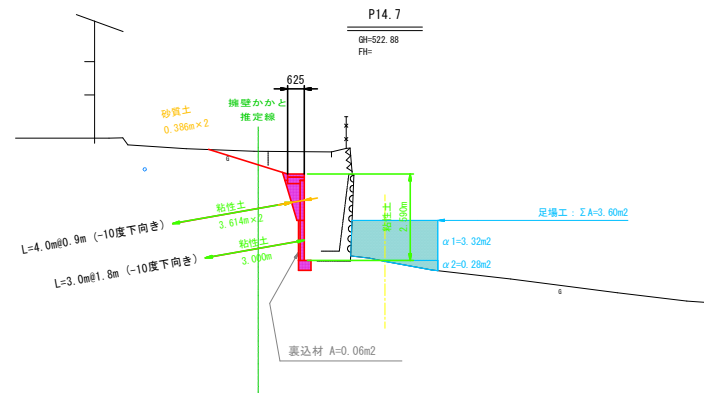 P14.7
GH=522.88
FH=
625
擁壁かかと
推定線
砂質土
0.386m×2
粘性土
3.614m×2
L=4.0m@0.9m (-10度下向き)
粘性土
3.000m
L=3.0m@1.8m (-10度下向き)
粘性土
足場工：ΣA=3.60m2
α1=3.32m2
α2=0.28m2
G
G
裏込材 A=0.06m2